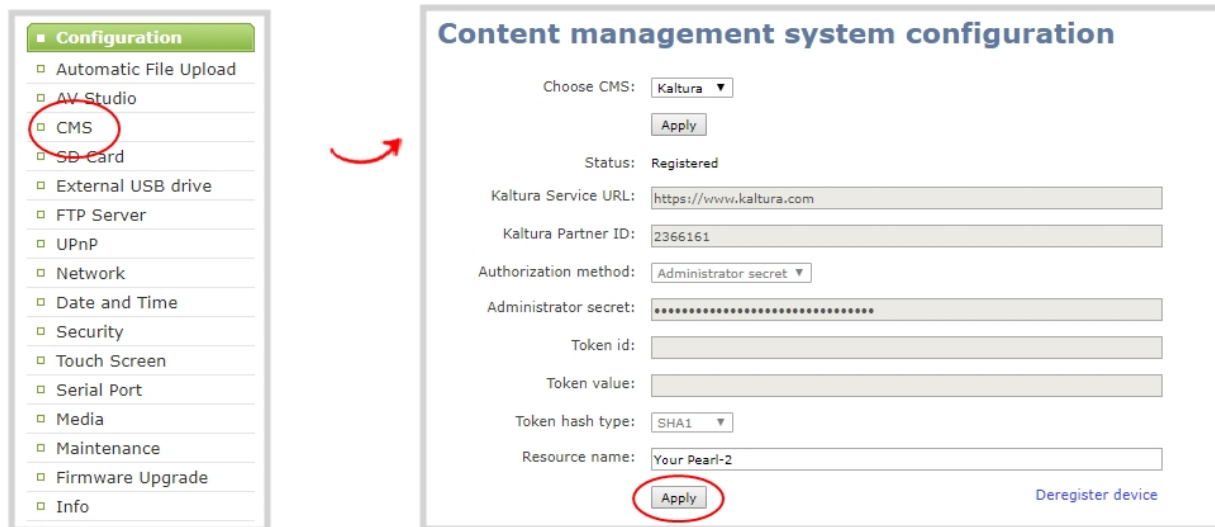 Configuration
Automatic File Upload
AV Studio
CMS
SD Card
External USB drive
FTP Server
UPnP
Network
Date and Time
Security
Touch Screen
Serial Port
Media
Maintenance
Firmware Upgrade
Info
Content management system configuration
Choose CMS: Kaltura
Apply
Status: Registered
Kaltura Service URL: https://www.kaltura.com
Kaltura Partner ID: 2366161
Authorization method: Administrator secret
Administrator secret: ••••••••••••••••••••••••••••••••
Token id:
Token value:
Token hash type: SHA1
Resource name: Your Pearl-2
Apply Deregister device